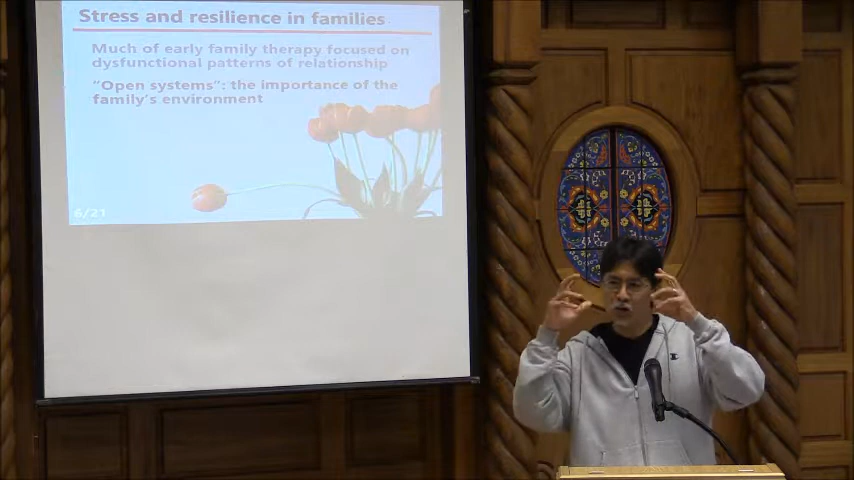 Stress and resilience in families
Much of early family therapy focused on
dysfunctional patterns of relationship
"Open systems": the importance of the
family's environment
6/21